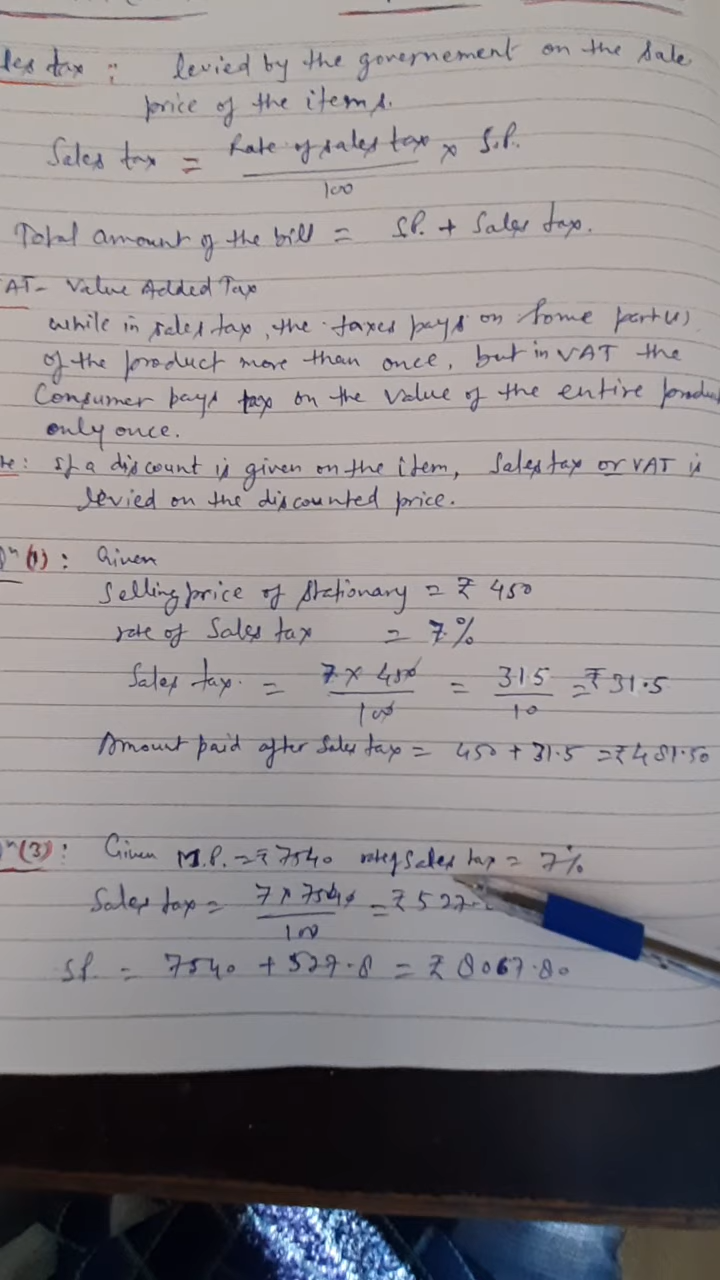 les tax : levied by the governement on the sale
price of the items.
Sales tax = Rate of sales tax x S.P.
100
Total amount of the bill = S.P. + Sales tax.
AT- Value Added Tax
while in sales tax, the taxes pays on some part(s)
of the product more than once, but in VAT the
Consumer pays tax on the value of the entire produc
only once.
te: If a discount is given on the item, Sales tax or VAT is
levied on the discounted price.
n (1) : Given
Selling price of Stationary = ₹ 450
rate of Sales tax = 7%
Sales tax. = 7 x 450 = 315 = ₹31.5
100 10
Amount paid after Sales tax = 450 + 31.5 = ₹481.50
n (3) : Given M.P. = ₹7540 rate of Sales tax = 7%
Sales tax = 7 x 7540 = ₹527.
100
S.P. = 7540 + 527.8 = ₹ 8067.80